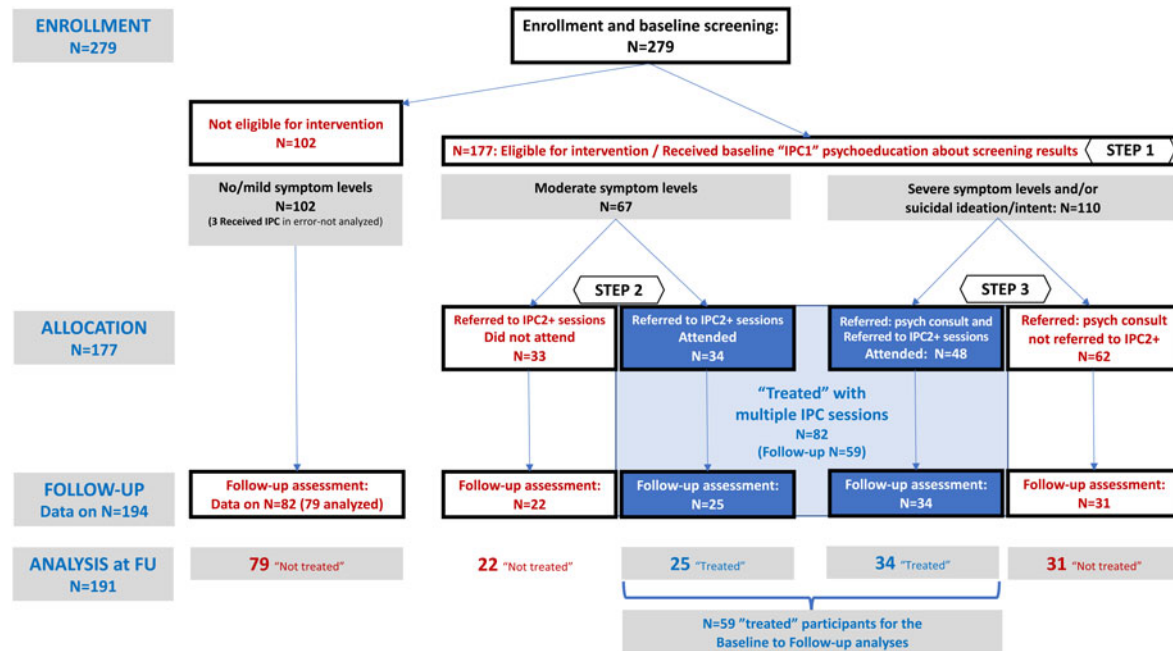 ENROLLMENT
N=279
Enrollment and baseline screening:
N=279
Not eligible for intervention
N=102
N=177: Eligible for intervention / Received baseline “IPC1” psychoeducation about screening results
STEP 1
No/mild symptom levels
N=102
(3 Received IPC in error-not analyzed)
Moderate symptom levels
N=67
Severe symptom levels and/or
suicidal ideation/intent: N=110
STEP 2
STEP 3
ALLOCATION
N=177
Referred to IPC2+ sessions
Did not attend
N=33
Referred to IPC2+ sessions
Attended
N=34
Referred: psych consult and
Referred to IPC2+ sessions
Attended: N=48
Referred: psych consult
not referred to IPC2+
N=62
“Treated” with
multiple IPC sessions
N=82
(Follow-up N=59)
FOLLOW-UP
Data on N=194
Follow-up assessment:
Data on N=82 (79 analyzed)
Follow-up assessment:
N=22
Follow-up assessment:
N=25
Follow-up assessment:
N=34
Follow-up assessment:
N=31
ANALYSIS at FU
N=191
79 “Not treated”
22 “Not treated”
25 “Treated”
34 “Treated”
31 “Not treated”
N=59 ”treated” participants for the
Baseline to Follow-up analyses